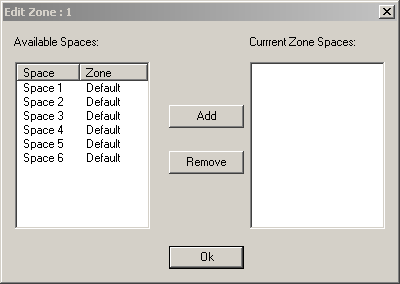 Edit Zone : 1
Available Spaces:
Currrent Zone Spaces:
Space Zone
Space 1 Default
Space 2 Default
Space 3 Default
Space 4 Default
Space 5 Default
Space 6 Default
Add
Remove
Ok